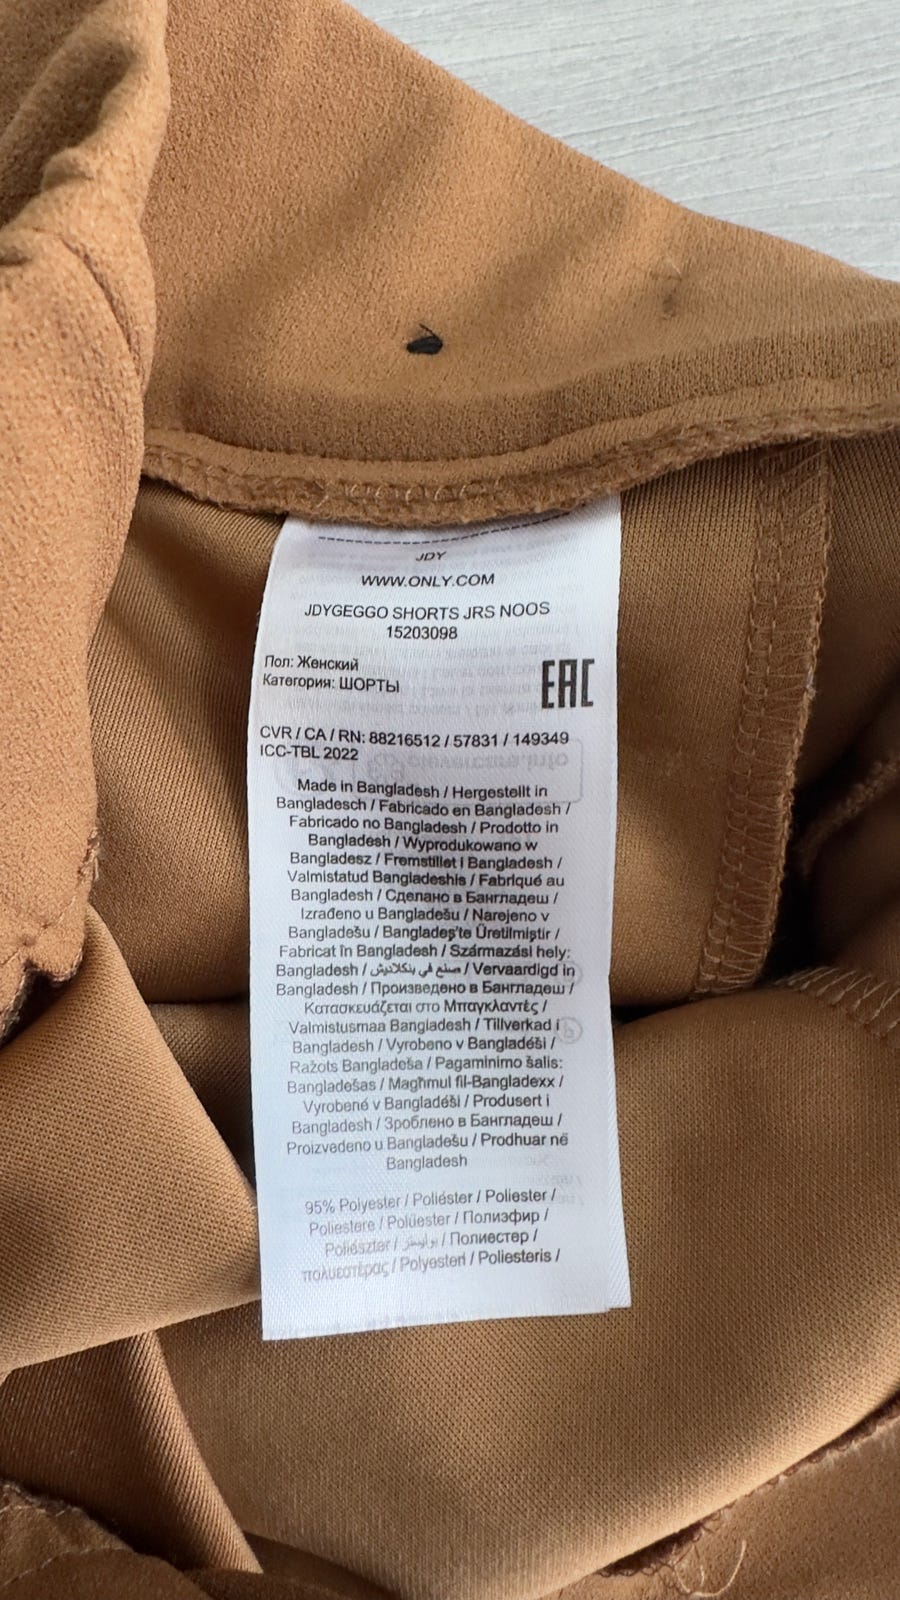 JDY
WWW.ONLY.COM
JDYGEGGO SHORTS JRS NOOS
15203098
Пол: Женский
Категория: ШОРТЫ
EAC
CVR / CA / RN: 88216512 / 57831 / 149349
ICC-TBL 2022
Made in Bangladesh / Hergestellt in
Bangladesch / Fabricado en Bangladesh /
Fabricado no Bangladesh / Prodotto in
Bangladesh / Wyprodukowano w
Bangladesz / Fremstillet i Bangladesh /
Valmistatud Bangladeshis / Fabriqué au
Bangladesh / Сделано в Бангладеш /
Izrađeno u Bangladešu / Narejeno v
Bangladešu / Bangladeş'te Üretilmiştir /
Fabricat în Bangladesh / Származási hely:
Bangladesh / صنع في بنكلاديش / Vervaardigd in
Bangladesh / Произведено в Бангладеш /
Κατασκευάζεται στο Μπαγκλαντές /
Valmistusmaa Bangladesh / Tillverkad i
Bangladesh / Vyrobeno v Bangladéši /
Ražots Bangladeša / Pagaminimo šalis:
Bangladešas / Magħmul fil-Bangladexx /
Vyrobené v Bangladéši / Produsert i
Bangladesh / Зроблено в Бангладеш /
Proizvedeno u Bangladešu / Prodhuar në
Bangladesh
95% Polyester / Poliéster / Poliester /
Poliestere / Polüester / Полиэфир /
Poliészter / بوليستر / Полиестер /
πολυεστέρας / Polyesteri / Poliesteris /